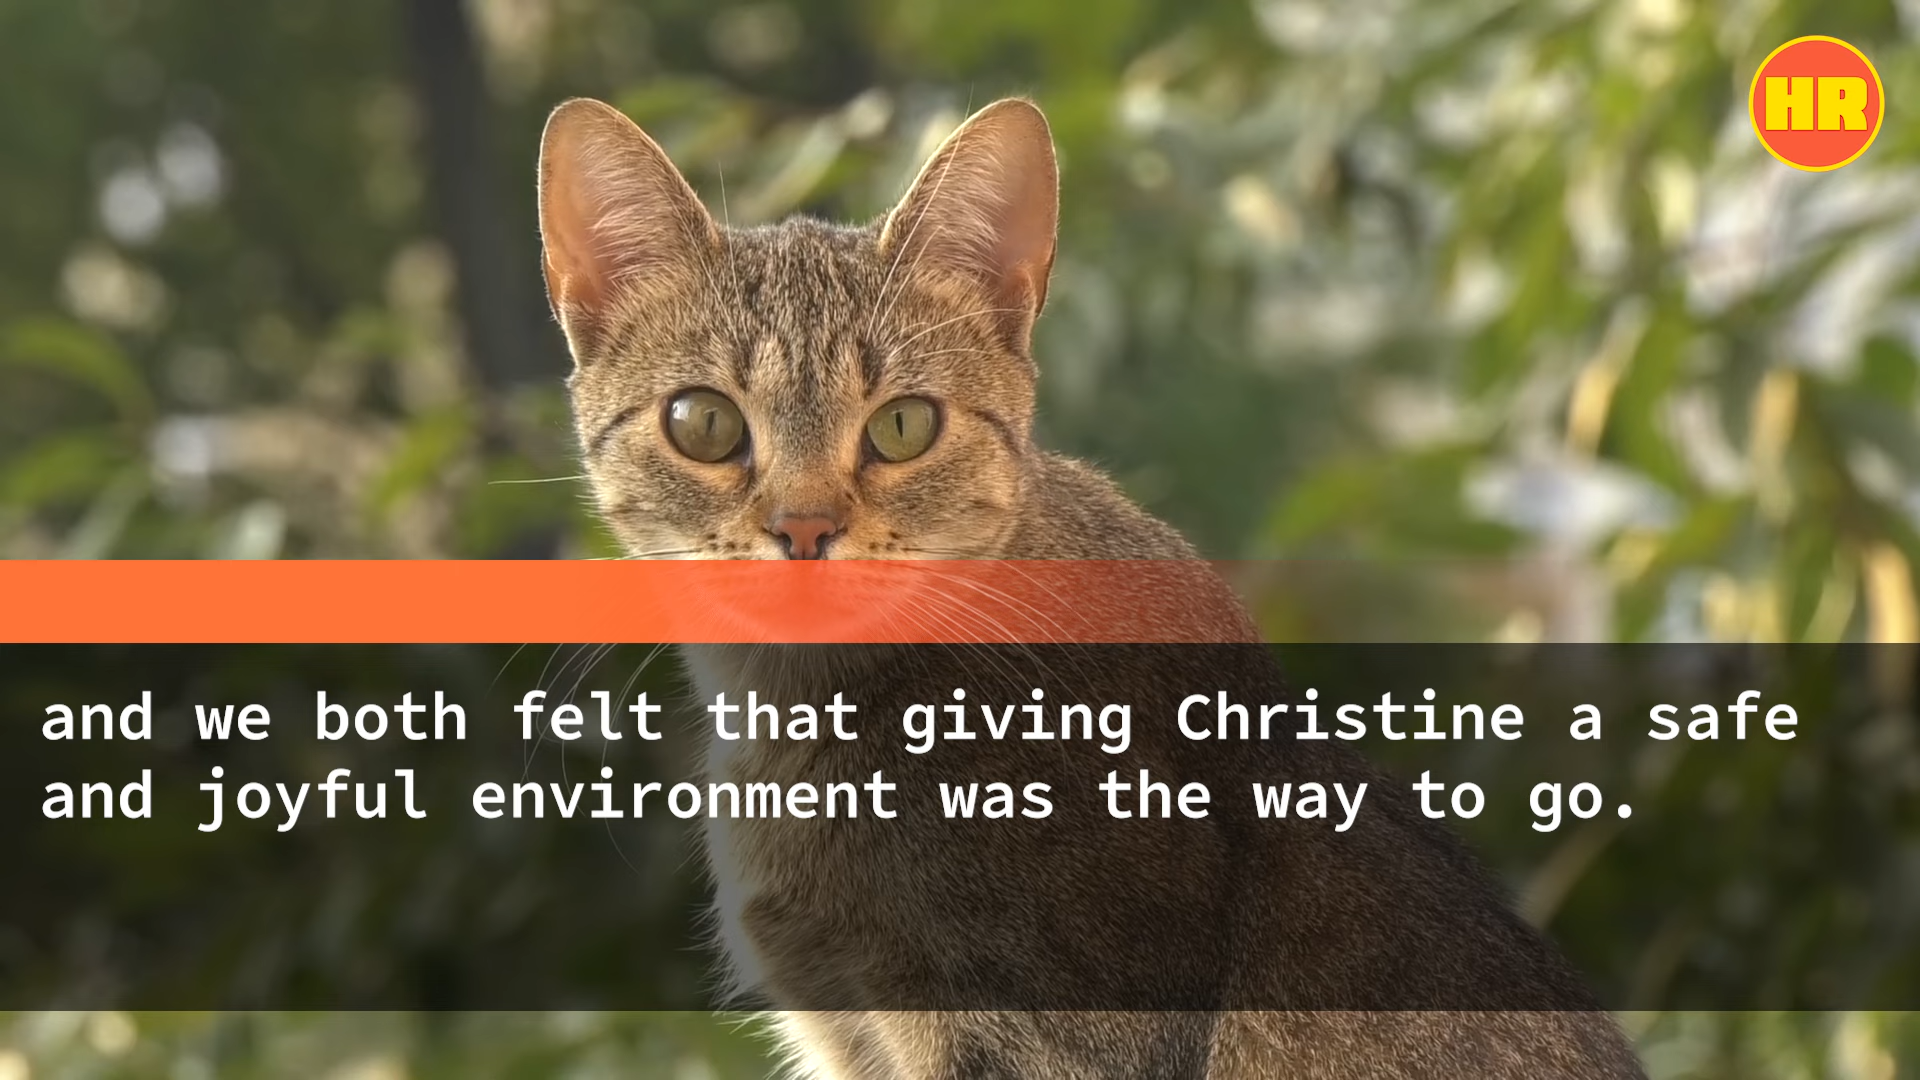 HR
and we both felt that giving Christine a safe
and joyful environment was the way to go.